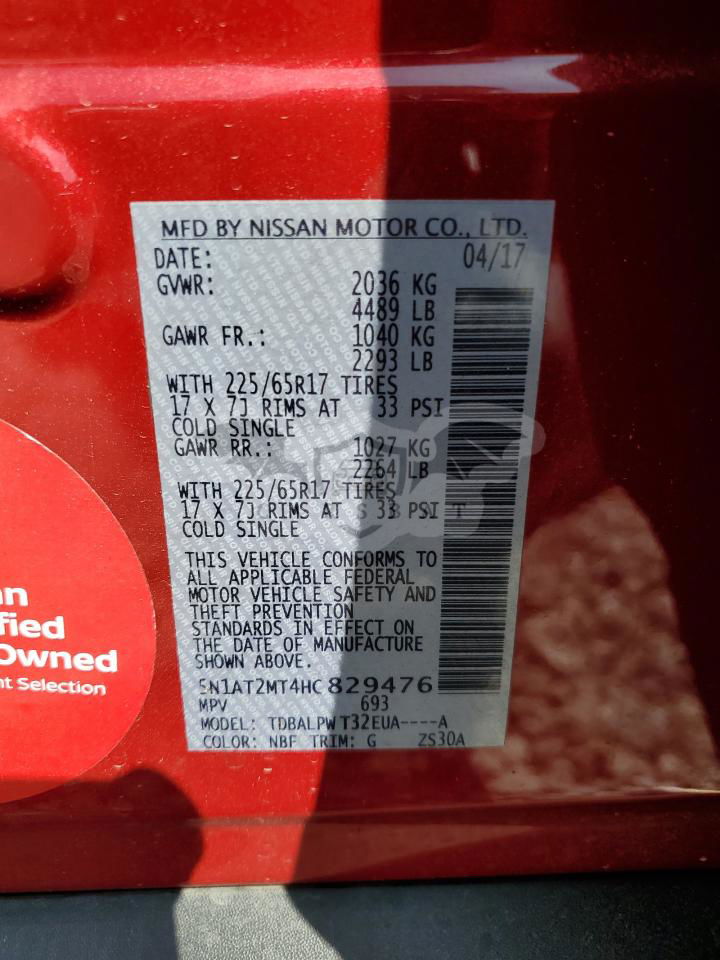 MFD BY NISSAN MOTOR CO., LTD.
DATE: 04/17
GVWR: 2036 KG
4489 LB
GAWR FR.: 1040 KG
2293 LB
WITH 225/65R17 TIRES
17 X 7J RIMS AT 33 PSI
COLD SINGLE
GAWR RR.: 1027 KG
2264 LB
WITH 225/65R17 TIRES
17 X 7J RIMS AT 33 PSI
COLD SINGLE
THIS VEHICLE CONFORMS TO
ALL APPLICABLE FEDERAL
MOTOR VEHICLE SAFETY AND
THEFT PREVENTION
STANDARDS IN EFFECT ON
THE DATE OF MANUFACTURE
SHOWN ABOVE.
5N1AT2MT4HC829476
MPV 693
MODEL: TDBALPWT32EUA----A
COLOR: NBF TRIM: G ZS30A
an
fied
Owned
nt Selection